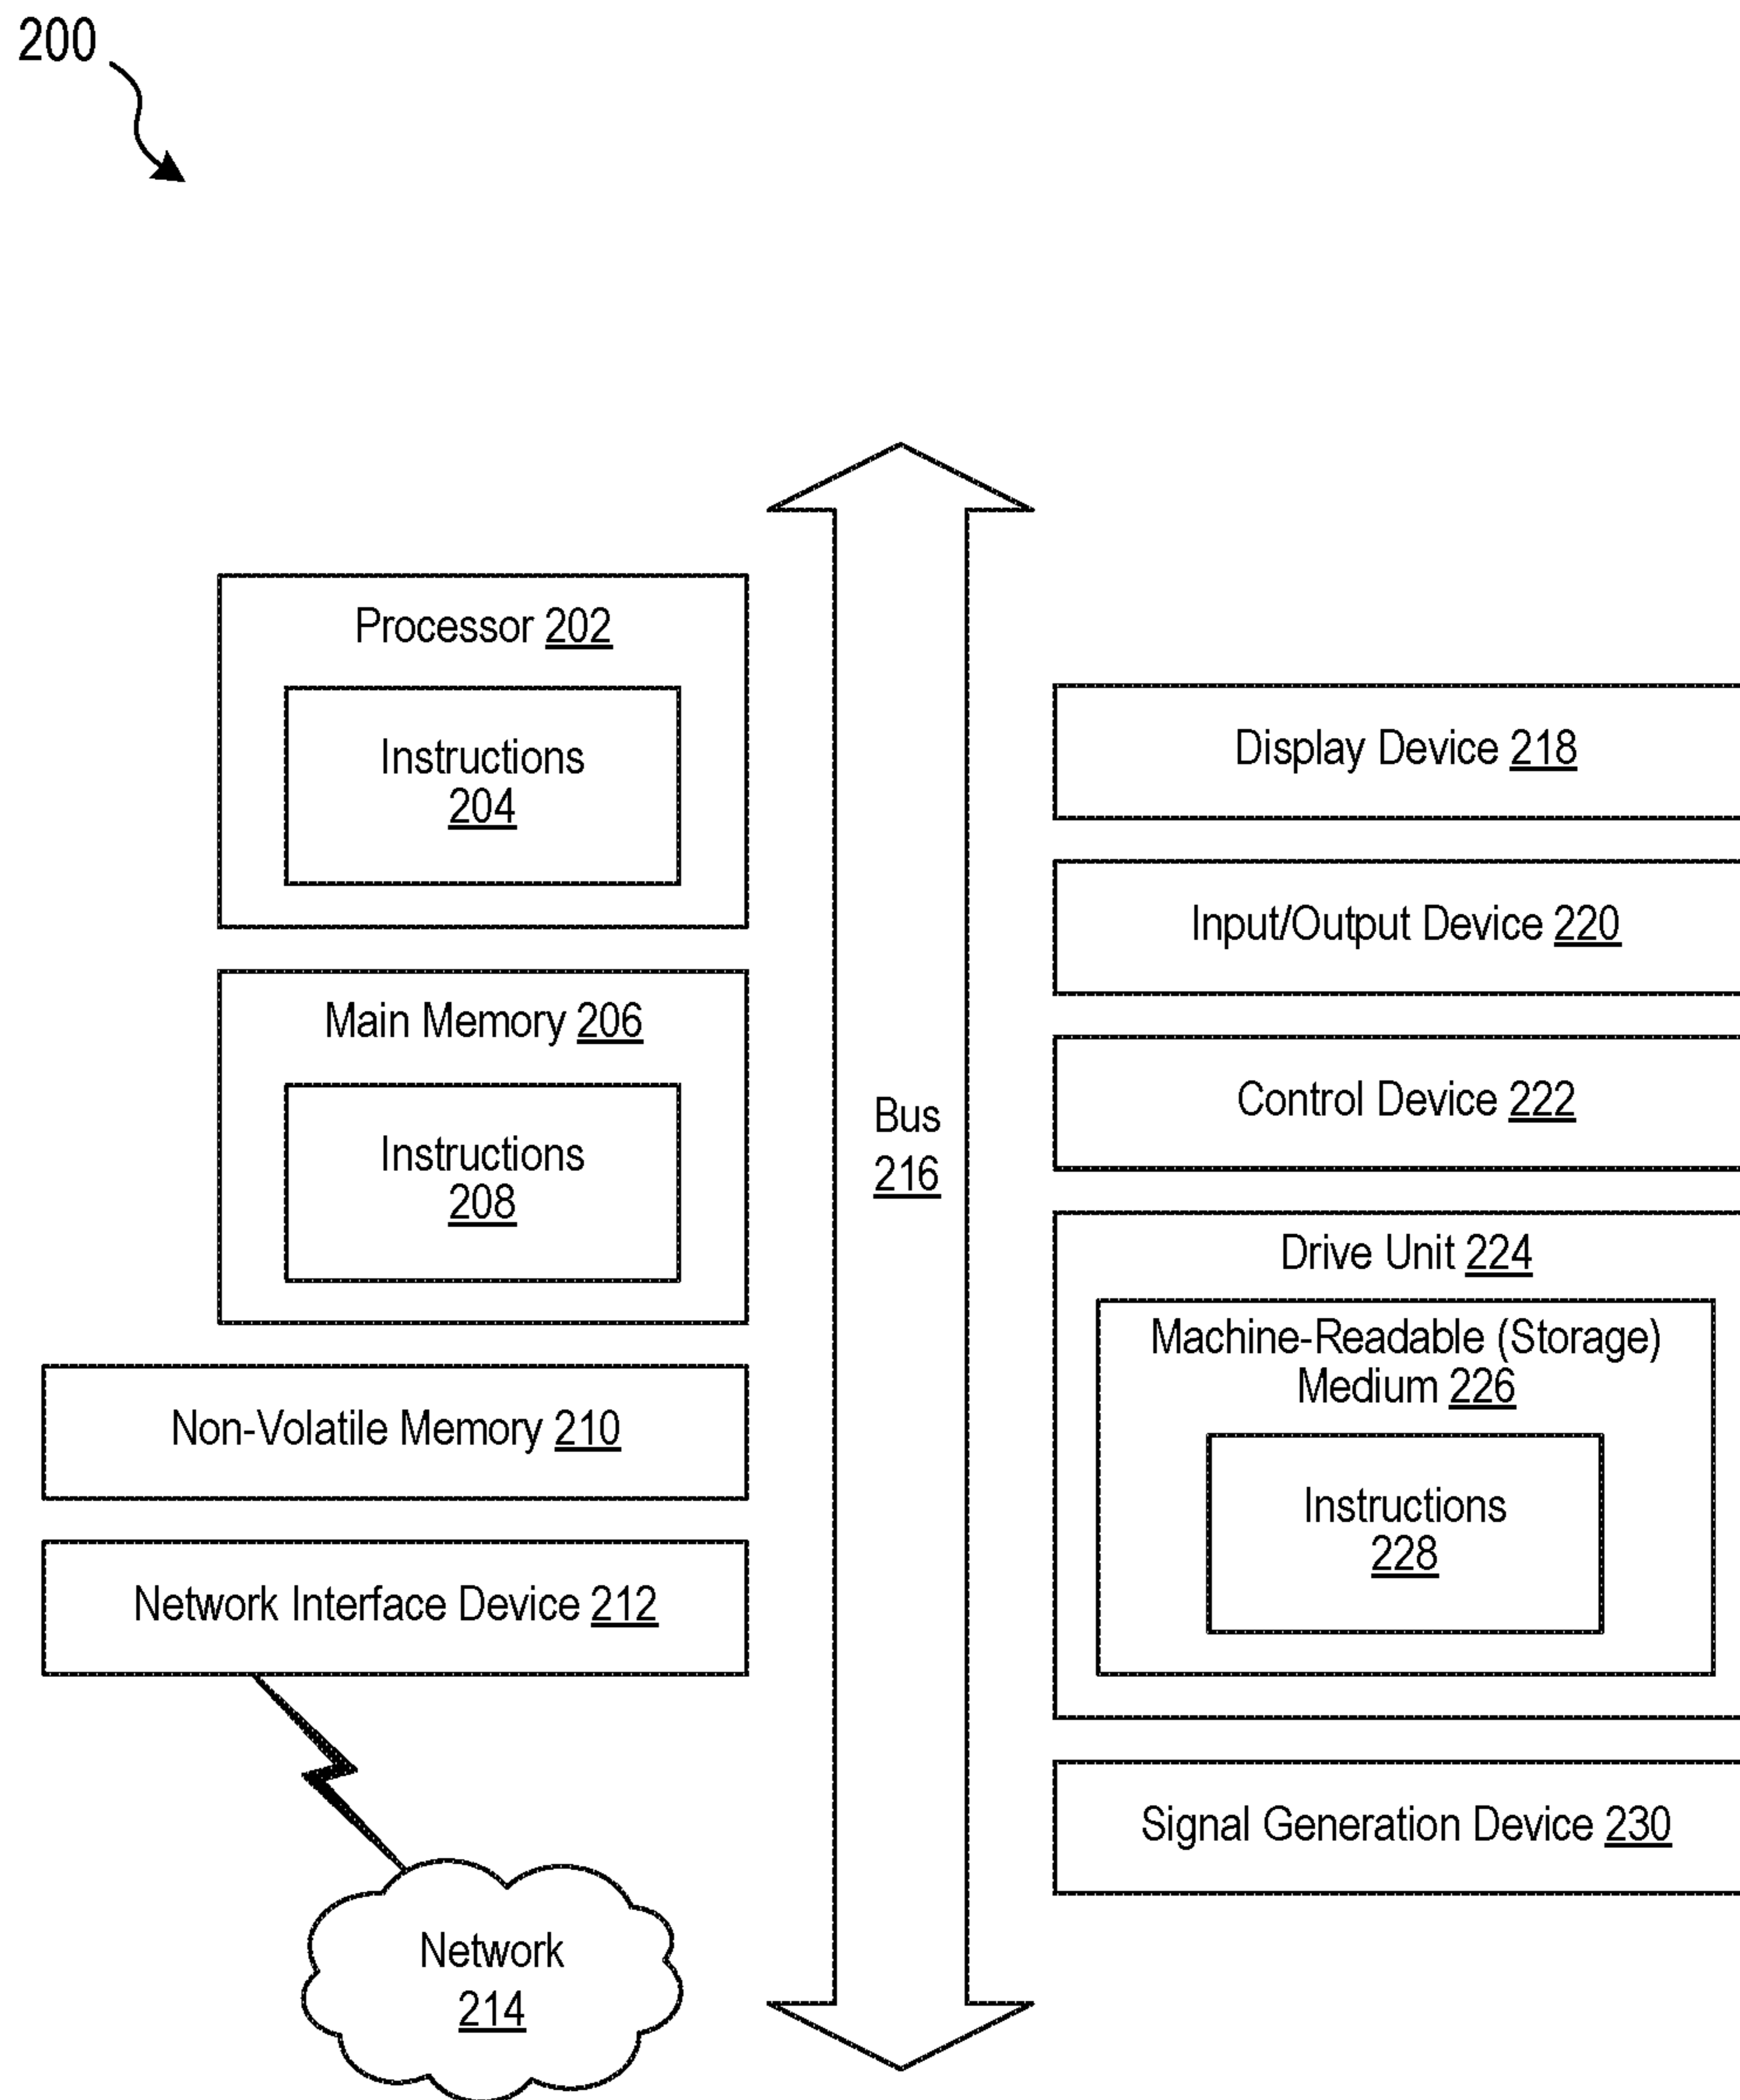 200
Processor 202
Instructions
204
Main Memory 206
Instructions
208
Non-Volatile Memory 210
Network Interface Device 212
Network
214
Bus
216
Display Device 218
Input/Output Device 220
Control Device 222
Drive Unit 224
Machine-Readable (Storage)
Medium 226
Instructions
228
Signal Generation Device 230